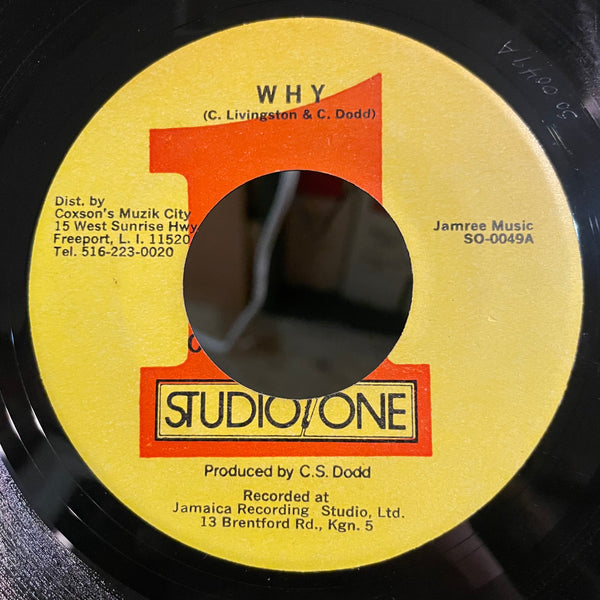 WHY
(C. Livingston & C. Dodd)
Dist. by
Coxson's Muzik City
15 West Sunrise Hwy.
Freeport, L. I. 11520
Tel. 516-223-0020
Jamree Music
SO-0049A
C
STUDIO ONE
Produced by C.S. Dodd
Recorded at
Jamaica Recording Studio, Ltd.
13 Brentford Rd., Kgn. 5
SO 0049 A